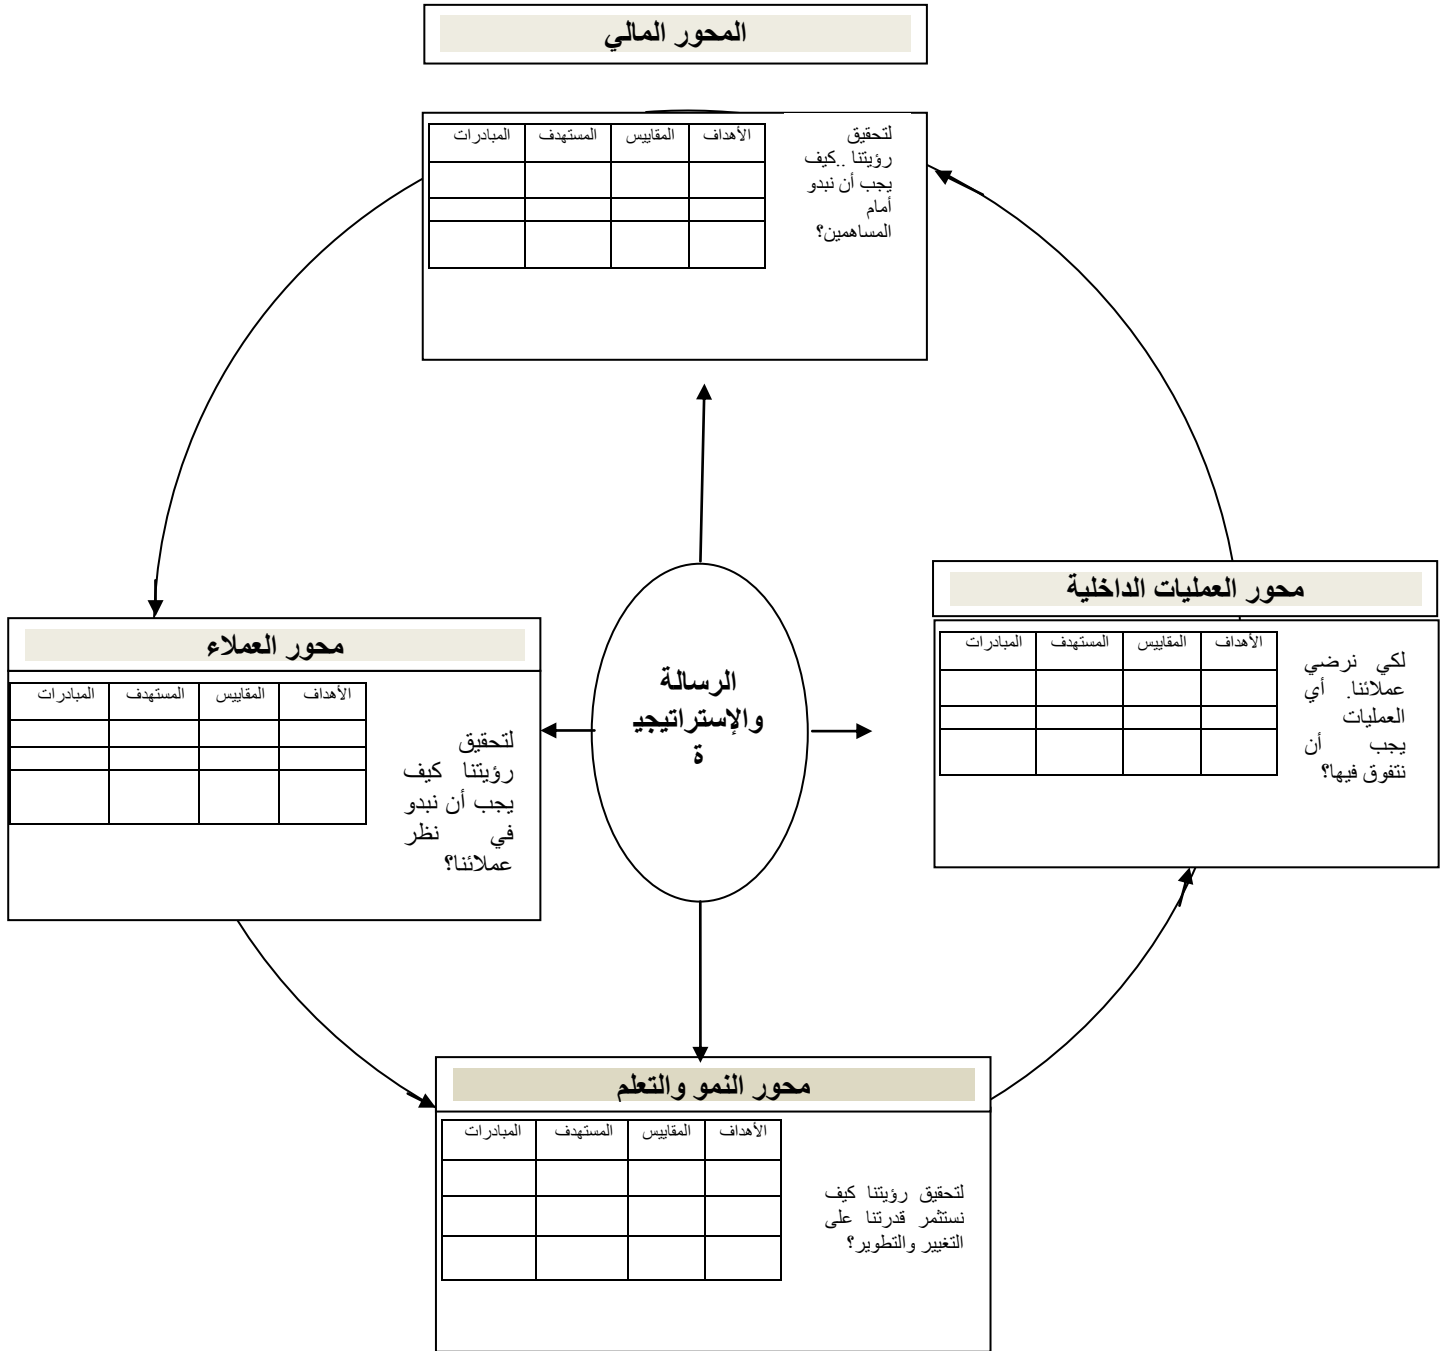 المحور المالي
الأهداف المقاييس المستهدف المبادرات
لتحقيق
رؤيتنا ..كيف
يجب أن نبدو
أمام
المساهمين؟
محور العمليات الداخلية
الأهداف المقاييس المستهدف المبادرات
لكي نرضي
عملائنا. أي
العمليات
يجب أن
نتفوق فيها؟
الرسالة
والإستراتيجي
ة
محور العملاء
الأهداف المقاييس المستهدف المبادرات
لتحقيق
رؤيتنا كيف
يجب أن نبدو
في نظر
عملائنا؟
محور النمو والتعلم
الأهداف المقاييس المستهدف المبادرات
لتحقيق رؤيتنا كيف
نستثمر قدرتنا على
التغيير والتطوير؟